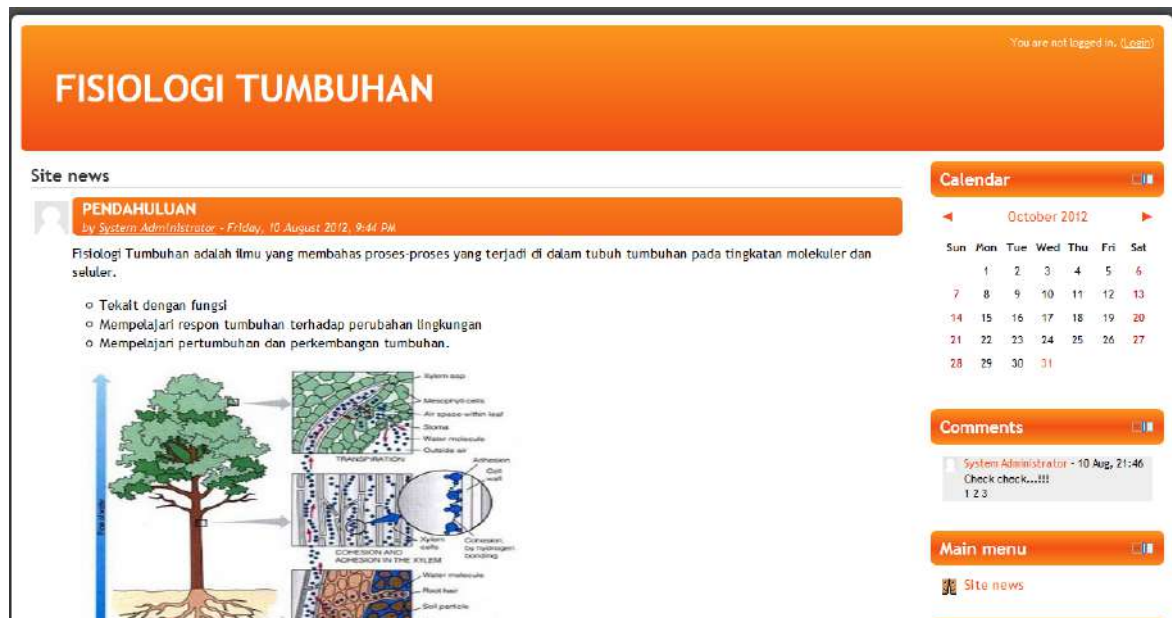 You are not logged in. (Login)
FISIOLOGI TUMBUHAN
Site news
PENDAHULUAN
by System Administrator - Friday, 10 August 2012, 9:44 PM
Fisiologi Tumbuhan adalah ilmu yang membahas proses-proses yang terjadi di dalam tubuh tumbuhan pada tingkatan molekuler dan
seluler.
Tekait dengan fungsi
Mempelajari respon tumbuhan terhadap perubahan lingkungan
Mempelajari pertumbuhan dan perkembangan tumbuhan.
Xylem sap
Mesophyll cells
Air space within leaf
Stoma
Water molecule
Outside air
TRANSPIRATION
Adhesion
Cell
wall
Xylem
cells
Cohesion,
by hydrogen
bonding
COHESION AND
ADHESION IN THE XYLEM
Water molecule
Root hair
Soil particle
Calendar
October 2012
Sun Mon Tue Wed Thu Fri Sat
1 2 3 4 5 6
7 8 9 10 11 12 13
14 15 16 17 18 19 20
21 22 23 24 25 26 27
28 29 30 31
Comments
System Administrator - 10 Aug, 21:46
Check check...!!!
1 2 3
Main menu
Site news